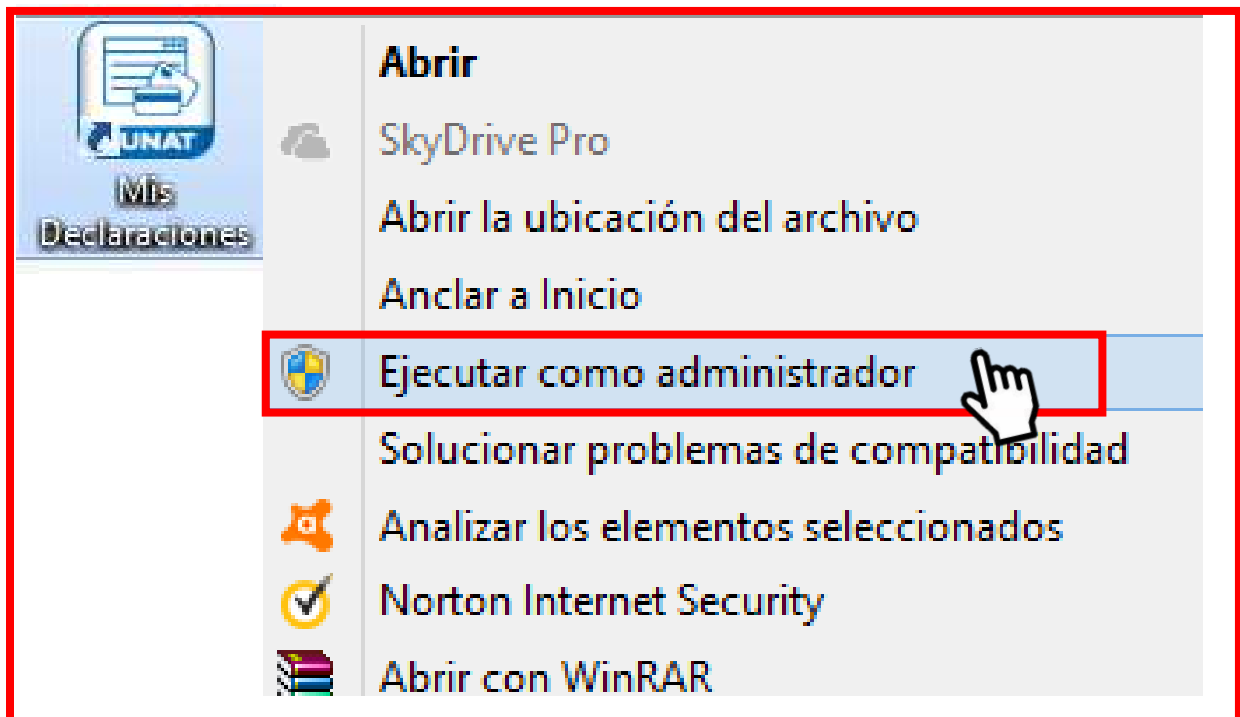 UNAT
Mis
Declaraciones
Abrir
SkyDrive Pro
Abrir la ubicación del archivo
Anclar a Inicio
Ejecutar como administrador
Solucionar problemas de compatibilidad
Analizar los elementos seleccionados
Norton Internet Security
Abrir con WinRAR